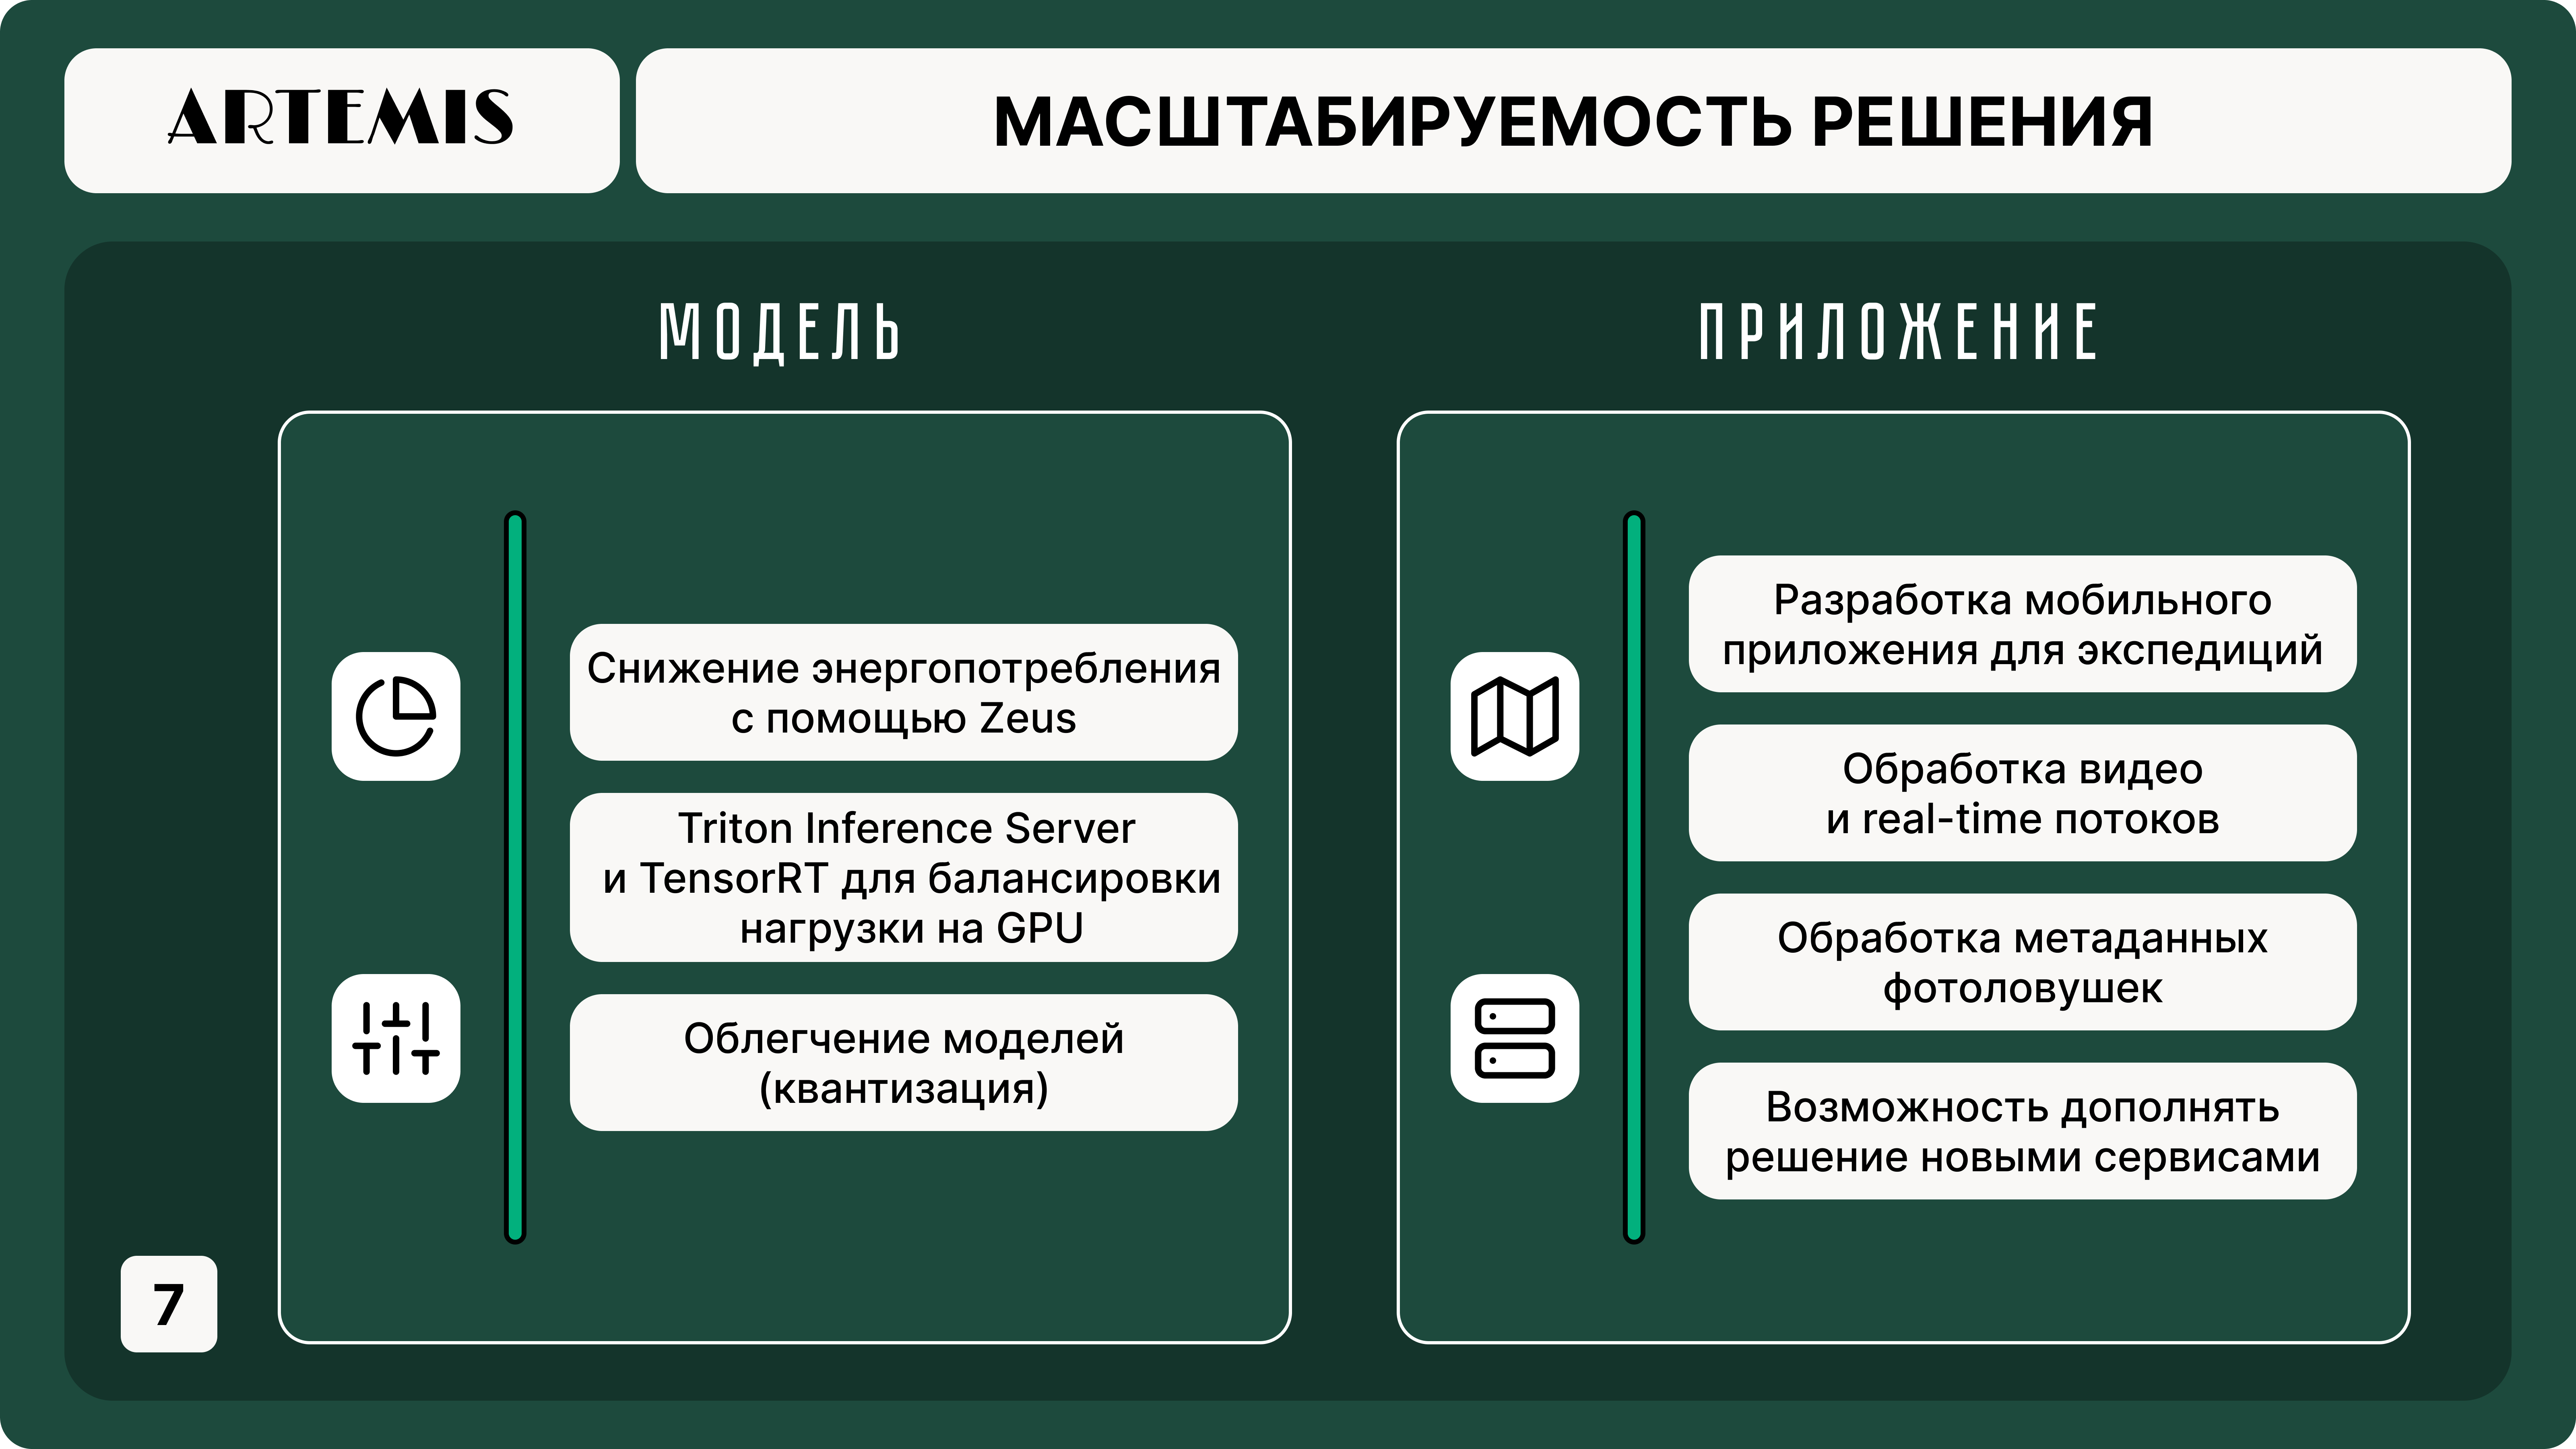 ARTEMIS
МАСШТАБИРУЕМОСТЬ РЕШЕНИЯ
МОДЕЛЬ
Снижение энергопотребления
с помощью Zeus
Triton Inference Server
и TensorRT для балансировки
нагрузки на GPU
Облегчение моделей
(квантизация)
ПРИЛОЖЕНИЕ
Разработка мобильного
приложения для экспедиций
Обработка видео
и real-time потоков
Обработка метаданных
фотоловушек
Возможность дополнять
решение новыми сервисами
7